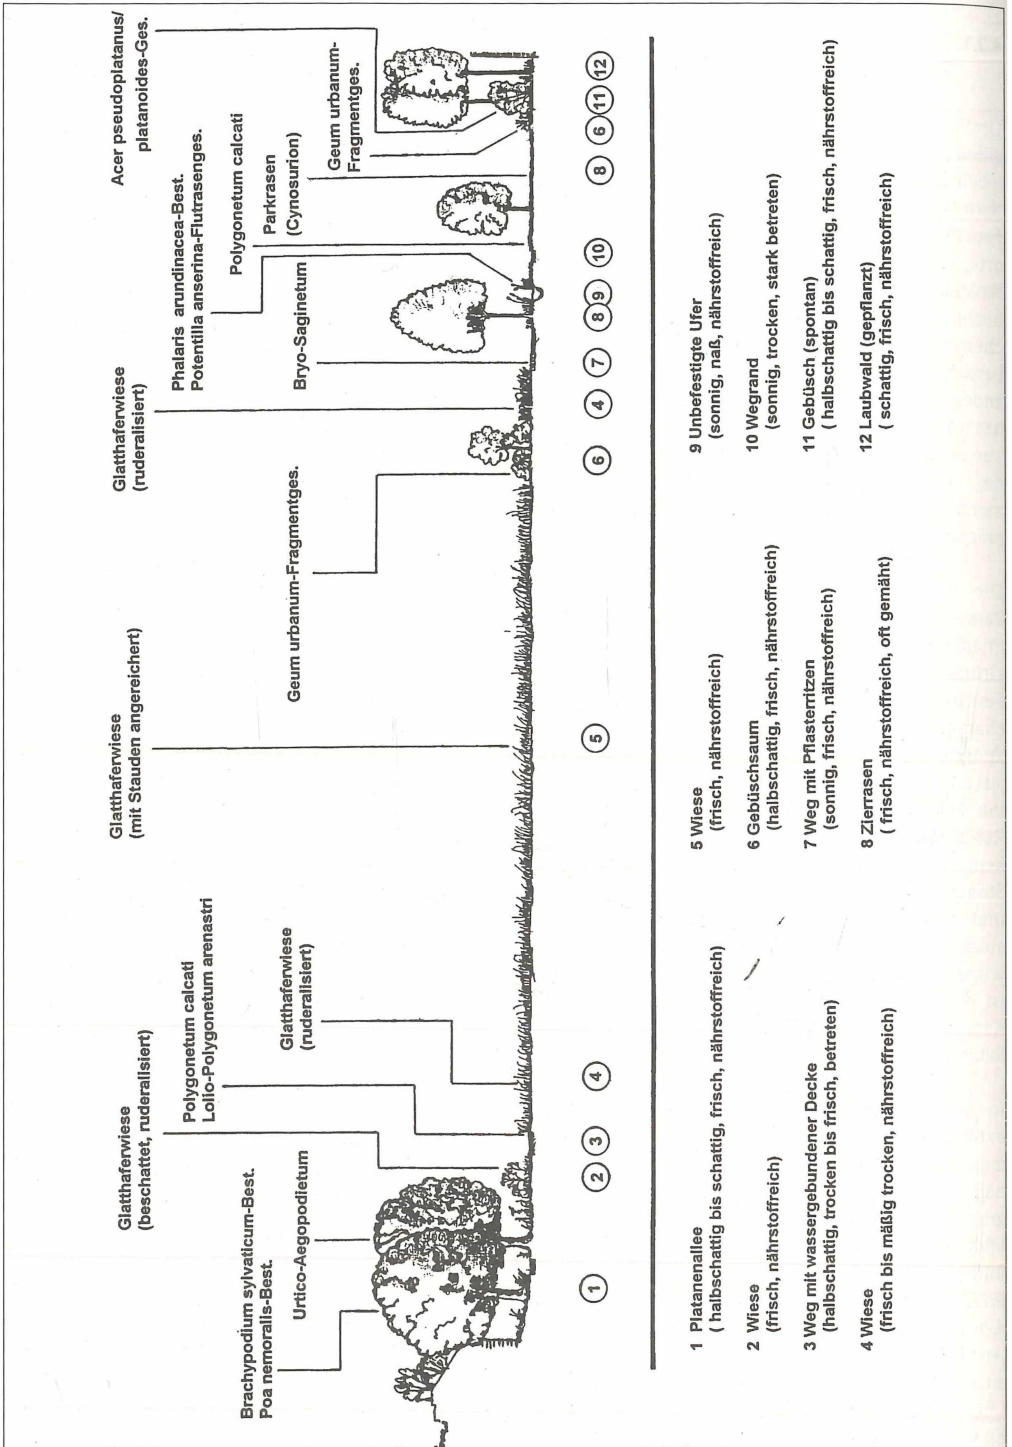 Glatthaferwiese
(beschattet, ruderalisiert)
Glatthaferwiese
(mit Stauden angereichert)
Glatthaferwiese
(ruderalisiert)
Acer pseudoplatanus/
platanoides-Ges.
Polygonetum calcati
Lolio-Polygonetum arenastri
Phalaris arundinacea-Best.
Potentilla anserina-Flutrasenges.
Polygonetum calcati
Parkrasen
(Cynosurion)
Brachypodium sylvaticum-Best.
Poa nemoralis-Best.
Urtico-Aegopodietum
Glatthaferwiese
(ruderalisiert)
Geum urbanum-Fragmentges.
Bryo-Saginetum
Geum urbanum-
Fragmentges.
1 2 3 4 5 6 4 7 8 9 10 8 6 11 12
1 Platanenallee
( halbschattig bis schattig, frisch, nährstoffreich)
2 Wiese
(frisch, nährstoffreich)
3 Weg mit wassergebundener Decke
(halbschattig, trocken bis frisch, betreten)
4 Wiese
(frisch bis mäßig trocken, nährstoffreich)
5 Wiese
(frisch, nährstoffreich)
6 Gebüschsaum
(halbschattig, frisch, nährstoffreich)
7 Weg mit Pflasterritzen
(sonnig, frisch, nährstoffreich)
8 Zierrasen
( frisch, nährstoffreich, oft gemäht)
9 Unbefestigte Ufer
(sonnig, naß, nährstoffreich)
10 Wegrand
(sonnig, trocken, stark betreten)
11 Gebüsch (spontan)
( halbschattig bis schattig, frisch, nährstoffreich)
12 Laubwald (gepflanzt)
( schattig, frisch, nährstoffreich)